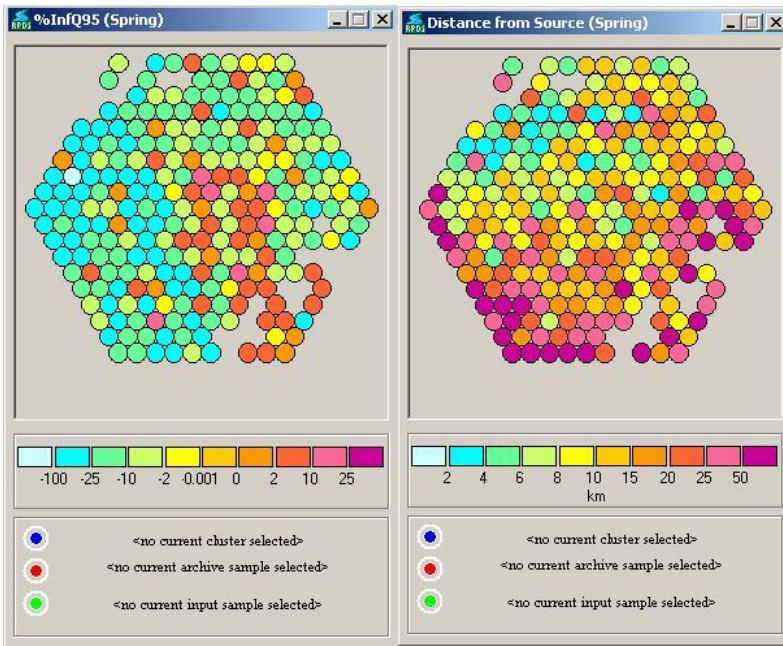 %InfQ95 (Spring)
-100 -25 -10 -2 -0.001 0 2 10 25
<no current cluster selected>
<no current archive sample selected>
<no current input sample selected>
Distance from Source (Spring)
2 4 6 8 10 15 20 25 50
km
<no current cluster selected>
<no current archive sample selected>
<no current input sample selected>